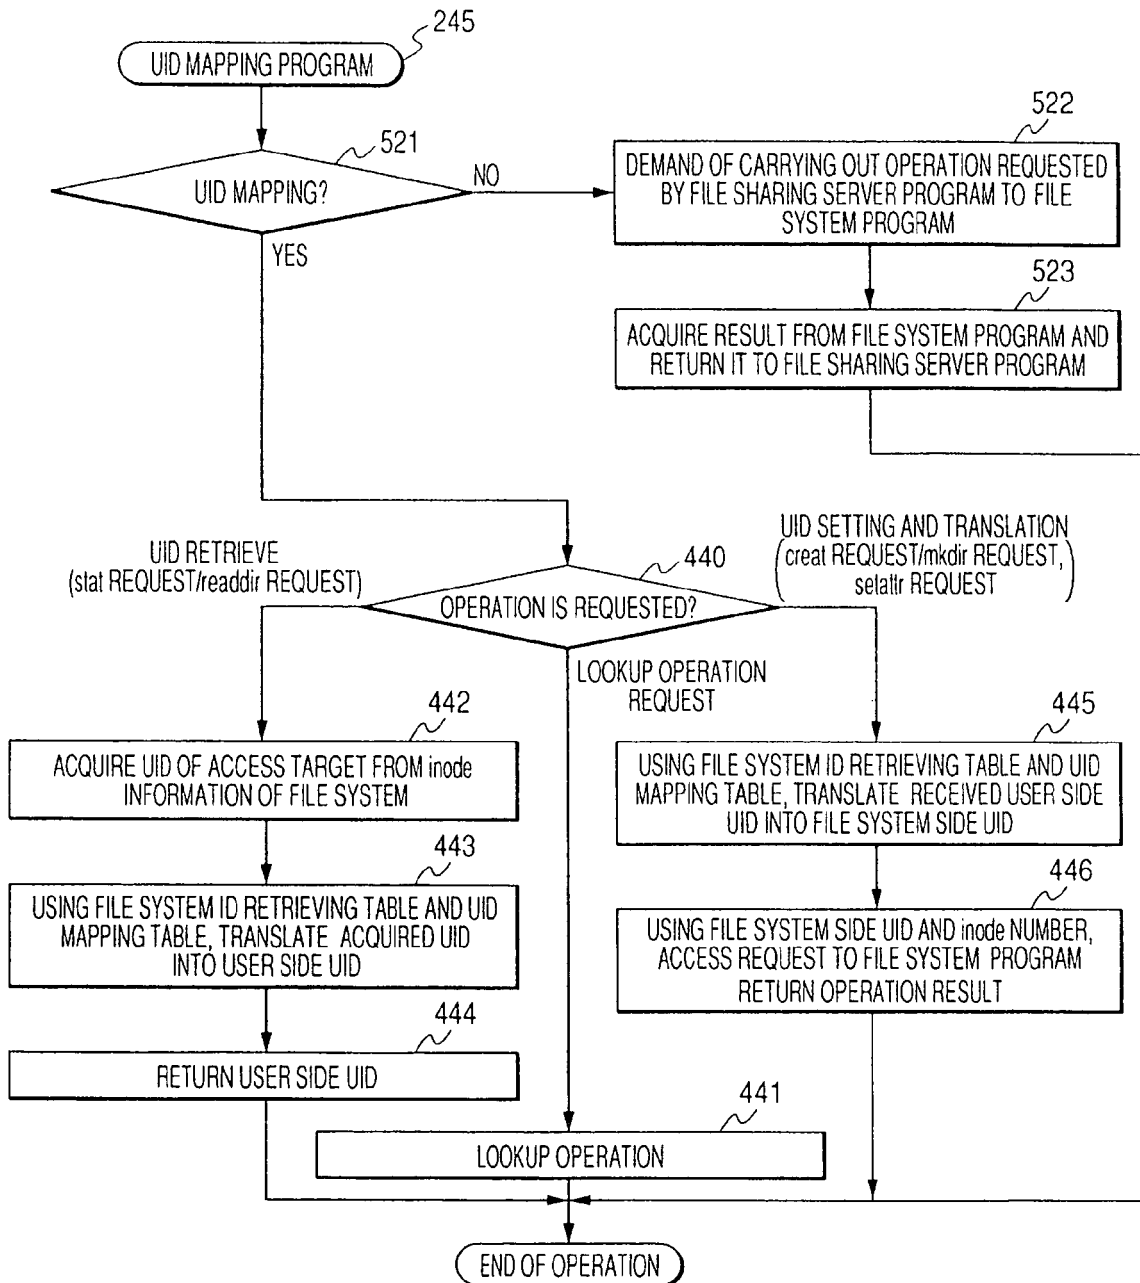 245
UID MAPPING PROGRAM
521
UID MAPPING?
NO
YES
522
DEMAND OF CARRYING OUT OPERATION REQUESTED
BY FILE SHARING SERVER PROGRAM TO FILE
SYSTEM PROGRAM
523
ACQUIRE RESULT FROM FILE SYSTEM PROGRAM AND
RETURN IT TO FILE SHARING SERVER PROGRAM
UID RETRIEVE
(stat REQUEST/readdir REQUEST)
440
OPERATION IS REQUESTED?
UID SETTING AND TRANSLATION
(creat REQUEST/mkdir REQUEST,
setattr REQUEST)
LOOKUP OPERATION
REQUEST
442
ACQUIRE UID OF ACCESS TARGET FROM inode
INFORMATION OF FILE SYSTEM
443
USING FILE SYSTEM ID RETRIEVING TABLE AND UID
MAPPING TABLE, TRANSLATE ACQUIRED UID
INTO USER SIDE UID
444
RETURN USER SIDE UID
445
USING FILE SYSTEM ID RETRIEVING TABLE AND UID
MAPPING TABLE, TRANSLATE RECEIVED USER SIDE
UID INTO FILE SYSTEM SIDE UID
446
USING FILE SYSTEM SIDE UID AND inode NUMBER,
ACCESS REQUEST TO FILE SYSTEM PROGRAM
RETURN OPERATION RESULT
441
LOOKUP OPERATION
END OF OPERATION